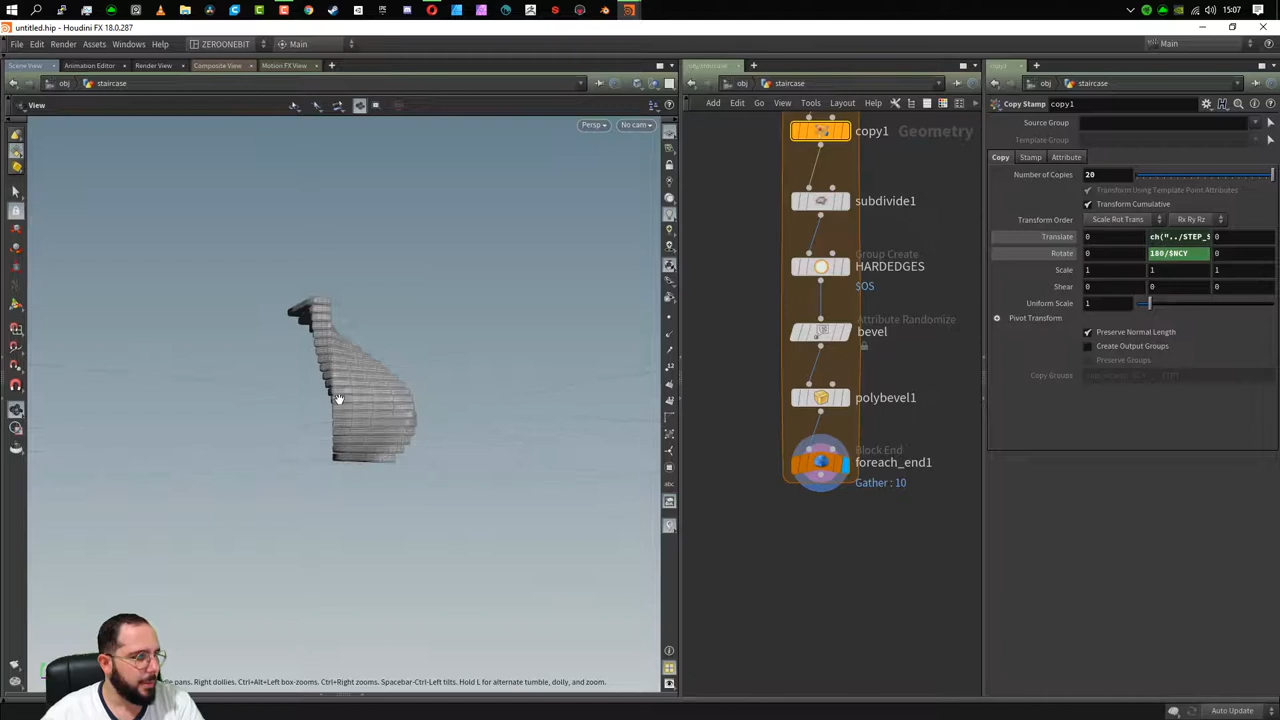 15:07
untitled.hip - Houdini FX 18.0.287
File Edit Render Assets Windows Help ZEROONEBIT Main Main
Scene View Animation Editor Render View Composite View Motion FX View
obj staircase
obj staircase
obj staircase
View
Add Edit Go View Tools Layout Help
Copy Stamp copy1
Persp No cam
Source Group
Template Group
copy1 Geometry
Copy Stamp Attribute
Number of Copies 20
Transform Using Template Point Attributes
Transform Cumulative
subdivide1
Transform Order Scale Rot Trans Rx Ry Rz
Translate 0 ch("../STEP_S 0
Rotate 0 180/$NCY 0
Group Create
HARDEDGES
$OS
Scale 1 1 1
Shear 0 0 0
Uniform Scale 1
Pivot Transform
Attribute Randomize
bevel
Preserve Normal Length
Create Output Groups
Preserve Groups
Copy Groups
polybevel1
Block End
foreach_end1
Gather : 10
abc
pans. Right dollies. Ctrl+Alt+Left box-zooms. Ctrl+Right zooms. Spacebar-Ctrl-Left tilts. Hold L for alternate tumble, dolly, and zoom.
Auto Update